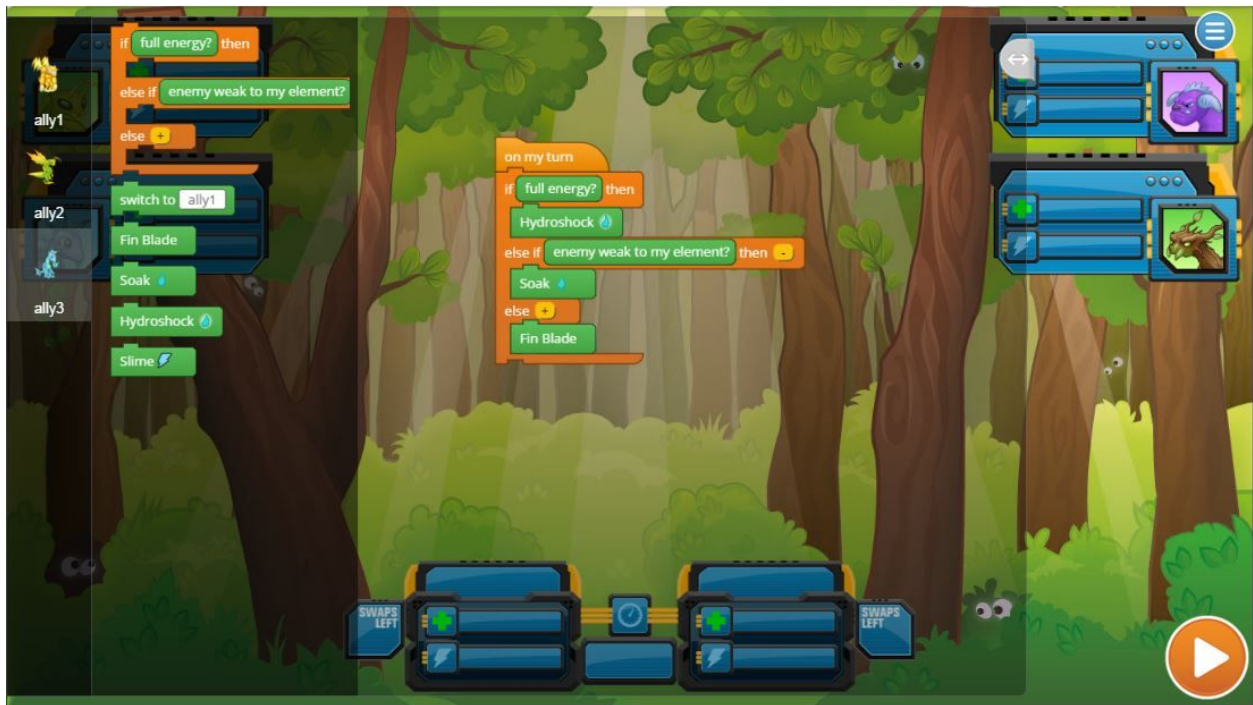 if full energy? then
else if enemy weak to my element?
else +
ally1
switch to ally1
ally2
Fin Blade
Soak
Hydroshock
ally3
Slime
on my turn
if full energy? then
Hydroshock
else if enemy weak to my element? then -
Soak
else +
Fin Blade
SWAPS
LEFT
SWAPS
LEFT